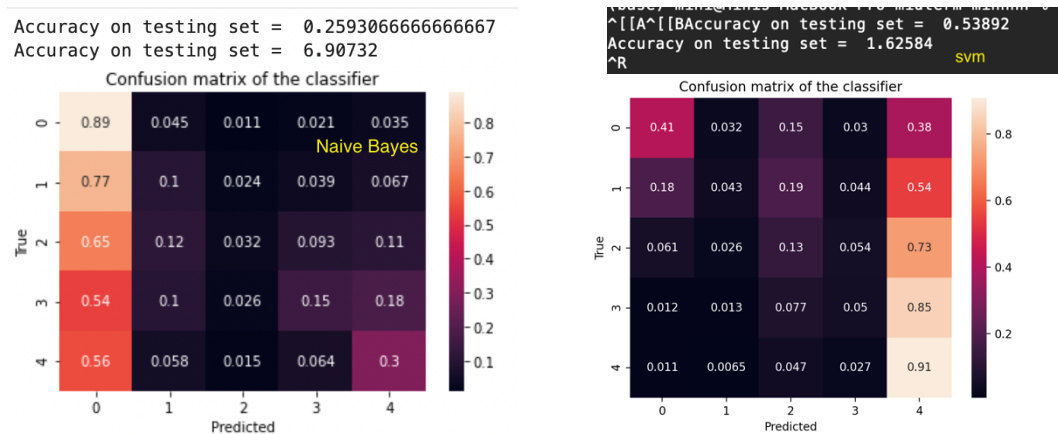 Accuracy on testing set =  0.2593066666666667
Accuracy on testing set =  6.90732
Confusion matrix of the classifier
Naive Bayes
True
0 0.89 0.045 0.011 0.021 0.035
1 0.77 0.1 0.024 0.039 0.067
2 0.65 0.12 0.032 0.093 0.11
3 0.54 0.1 0.026 0.15 0.18
4 0.56 0.058 0.015 0.064 0.3
0 1 2 3 4
Predicted
0.8
0.7
0.6
0.5
0.4
0.3
0.2
0.1
^[[A^[[BAccuracy on testing set =  0.53892
Accuracy on testing set =  1.62584
^R
svm
Confusion matrix of the classifier
True
0 0.41 0.032 0.15 0.03 0.38
1 0.18 0.043 0.19 0.044 0.54
2 0.061 0.026 0.13 0.054 0.73
3 0.012 0.013 0.077 0.05 0.85
4 0.011 0.0065 0.047 0.027 0.91
0 1 2 3 4
Predicted
0.8
0.6
0.4
0.2